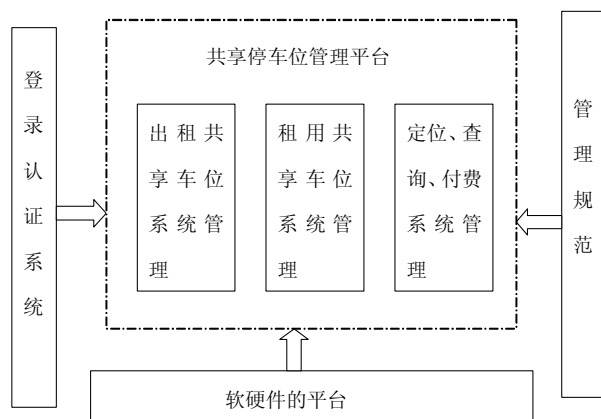 共享停车位管理平台
登
录
认
证
系
统
出租共
享车位
系统管
理
租用共
享车位
系统管
理
定位、查
询、付费
系统管
理
管
理
规
范
软硬件的平台